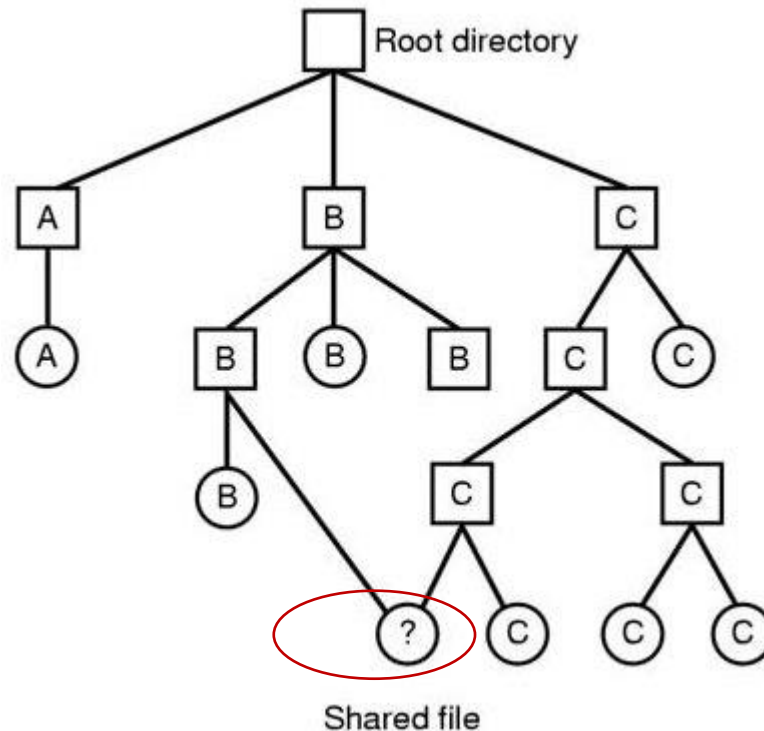 Root directory
A B C
A B B B C C
B C C
? C C C
Shared file